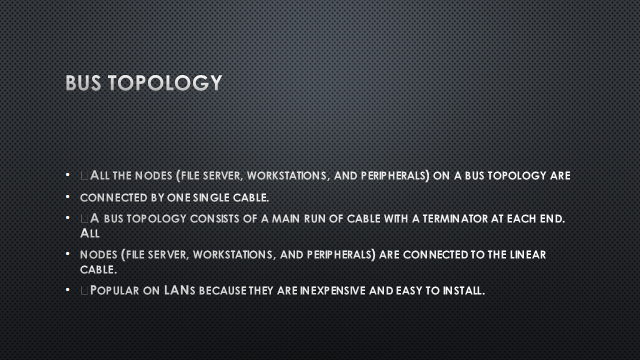 BUS TOPOLOGY
• □ALL THE NODES (FILE SERVER, WORKSTATIONS, AND PERIPHERALS) ON A BUS TOPOLOGY ARE
• CONNECTED BY ONE SINGLE CABLE.
• □A BUS TOPOLOGY CONSISTS OF A MAIN RUN OF CABLE WITH A TERMINATOR AT EACH END.
ALL
• NODES (FILE SERVER, WORKSTATIONS, AND PERIPHERALS) ARE CONNECTED TO THE LINEAR
CABLE.
• □POPULAR ON LANS BECAUSE THEY ARE INEXPENSIVE AND EASY TO INSTALL.